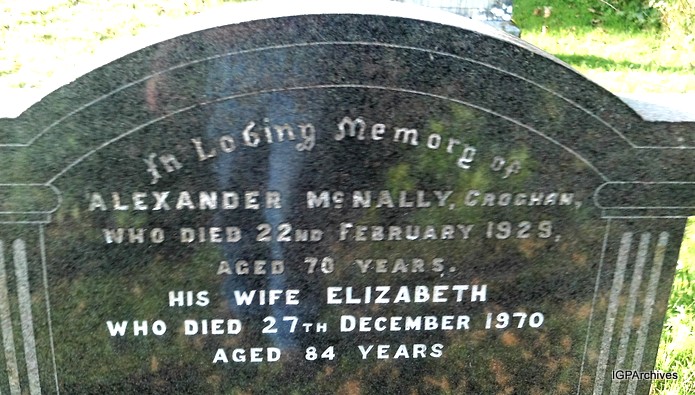 In Loving Memory of
ALEXANDER McNALLY, CROGHAN,
WHO DIED 22ND FEBRUARY 1929,
AGED 70 YEARS.
HIS WIFE ELIZABETH
WHO DIED 27TH DECEMBER 1970
AGED 84 YEARS
IGPArchives